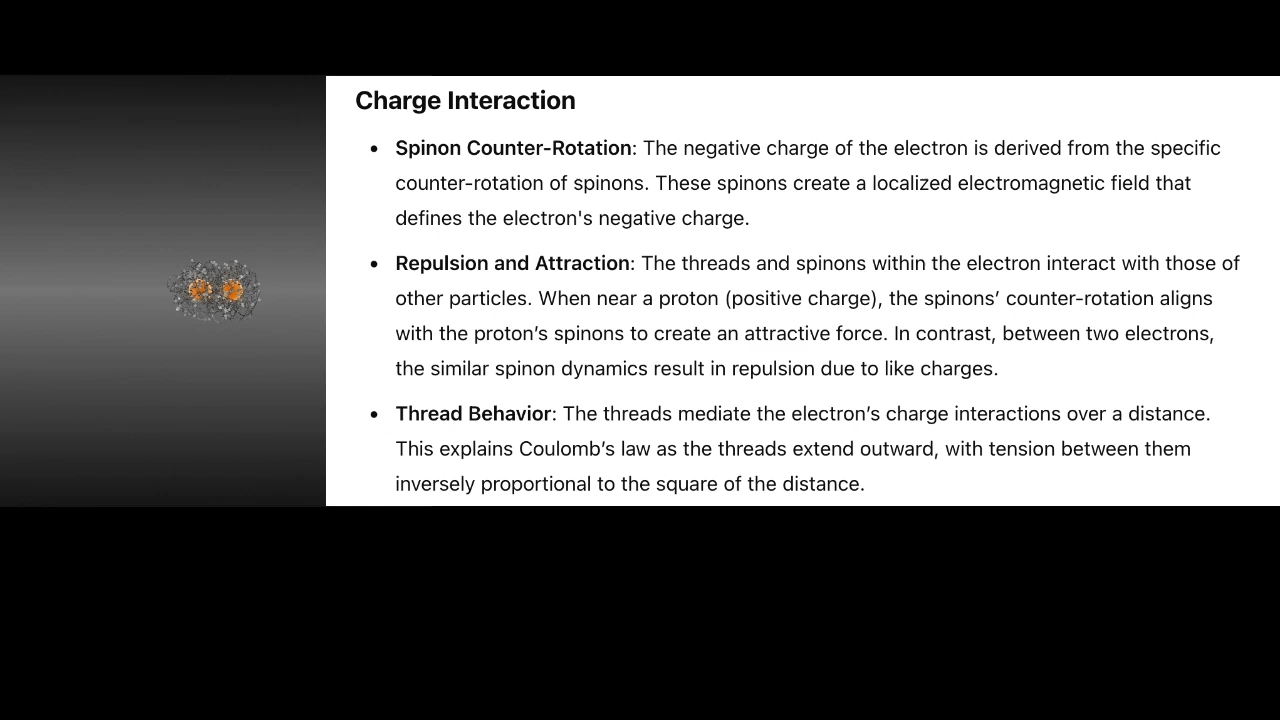 Charge Interaction
• Spinon Counter-Rotation: The negative charge of the electron is derived from the specific
counter-rotation of spinons. These spinons create a localized electromagnetic field that
defines the electron's negative charge.
• Repulsion and Attraction: The threads and spinons within the electron interact with those of
other particles. When near a proton (positive charge), the spinons’ counter-rotation aligns
with the proton’s spinons to create an attractive force. In contrast, between two electrons,
the similar spinon dynamics result in repulsion due to like charges.
• Thread Behavior: The threads mediate the electron’s charge interactions over a distance.
This explains Coulomb’s law as the threads extend outward, with tension between them
inversely proportional to the square of the distance.